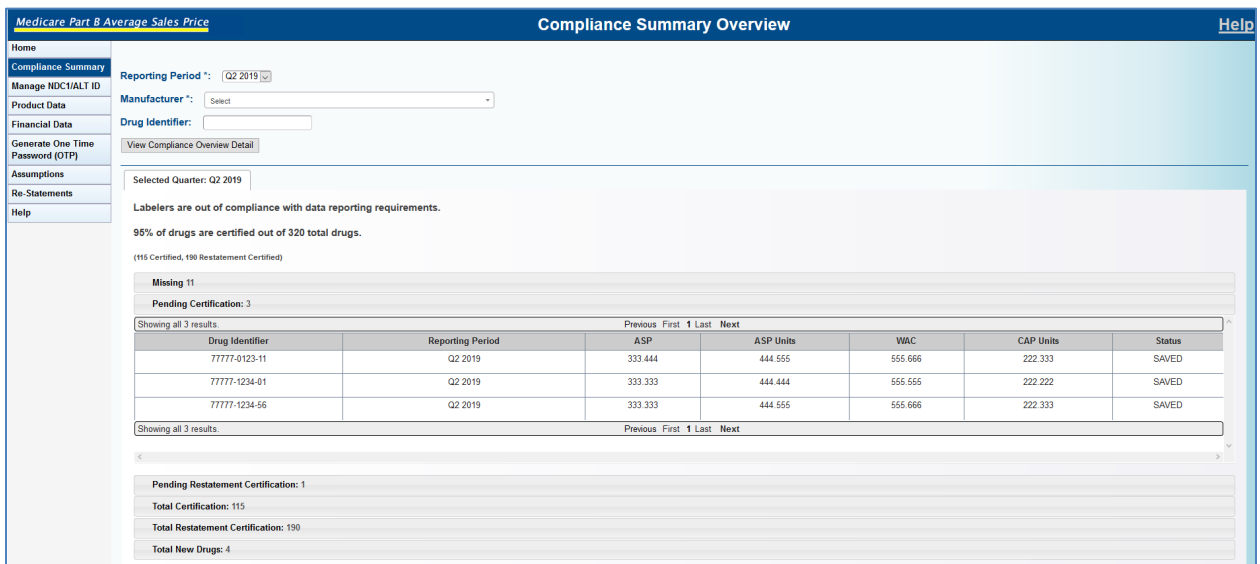 Medicare Part B Average Sales Price
Compliance Summary Overview
Help
Home
Compliance Summary
Manage NDC1/ALT ID
Product Data
Financial Data
Generate One Time
Password (OTP)
Assumptions
Re-Statements
Help
Reporting Period *: Q2 2019
Manufacturer *: Select
Drug Identifier:
View Compliance Overview Detail
Selected Quarter: Q2 2019
Labelers are out of compliance with data reporting requirements.
95% of drugs are certified out of 320 total drugs.
(115 Certified, 190 Restatement Certified)
Missing 11
Pending Certification: 3
Showing all 3 results. Previous First 1 Last Next
Drug Identifier Reporting Period ASP ASP Units WAC CAP Units Status
77777-0123-11 Q2 2019 333.444 444.555 555.666 222.333 SAVED
77777-1234-01 Q2 2019 333.333 444.444 555.555 222.222 SAVED
77777-1234-56 Q2 2019 333.333 444.555 555.666 222.333 SAVED
Showing all 3 results. Previous First 1 Last Next
Pending Restatement Certification: 1
Total Certification: 115
Total Restatement Certification: 190
Total New Drugs: 4